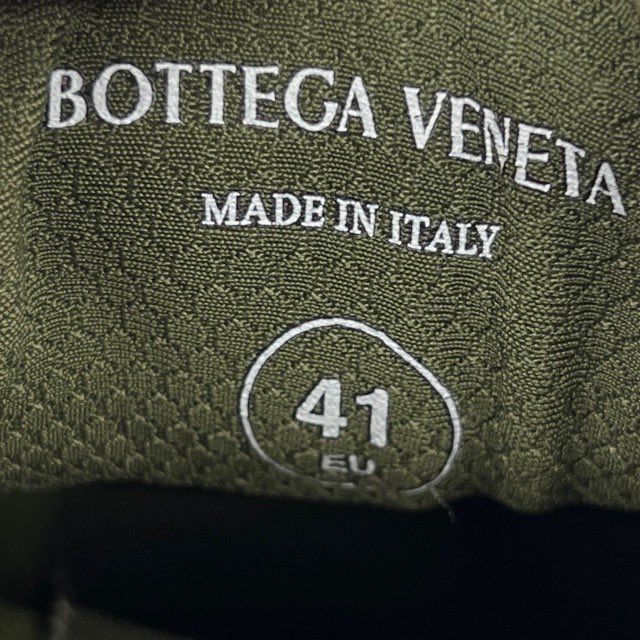 BOTTEGA VENETA
MADE IN ITALY
41
EU